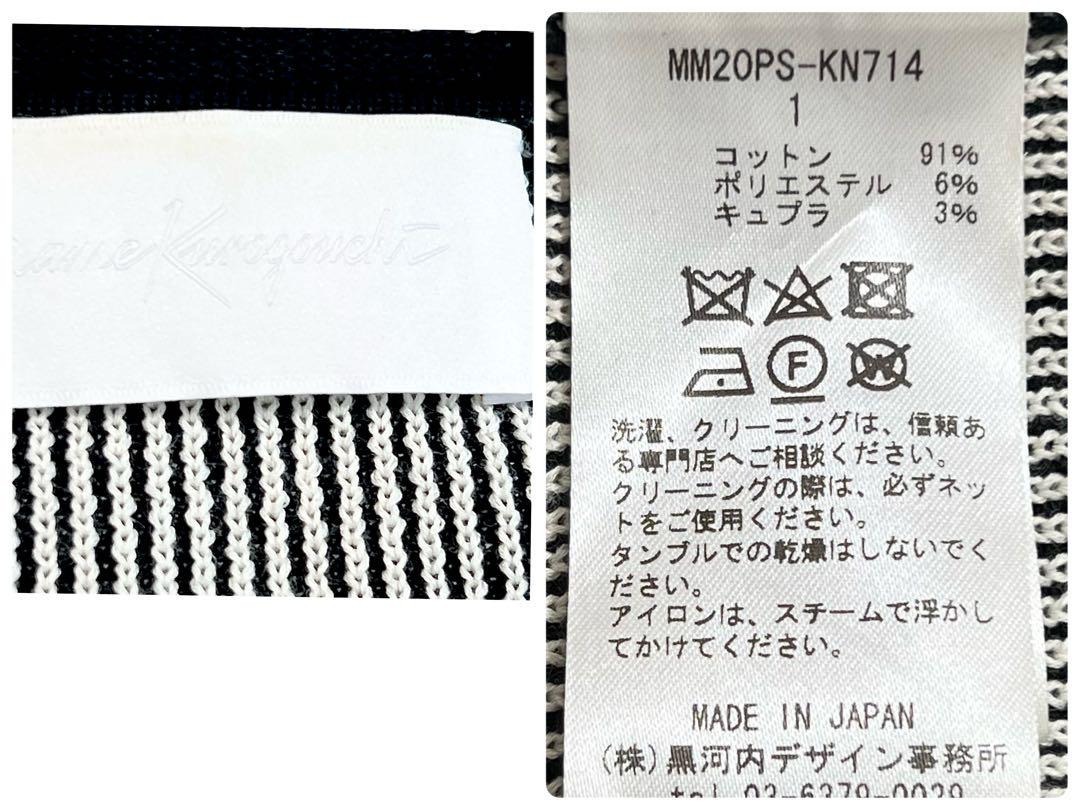 Kurogouchi
MM20PS-KN714
1
コットン 91%
ポリエステル 6%
キュプラ 3%
F
W
洗濯、クリーニングは、信頼あ
る専門店へご相談ください。
クリーニングの際は、必ずネッ
トをご使用ください。
タンブルでの乾燥はしないでく
ださい。
アイロンは、スチームで浮かし
てかけてください。
MADE IN JAPAN
(株)黒河内デザイン事務所
tel 03-6379-0029